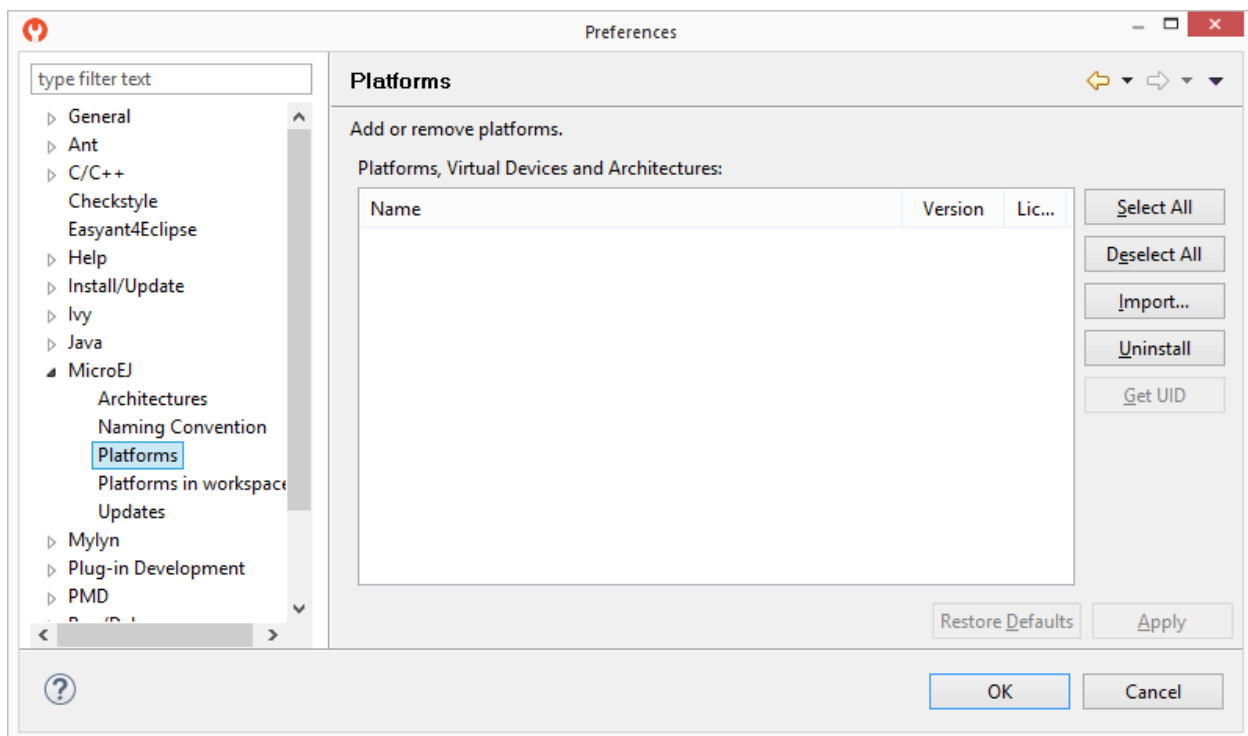 Preferences
type filter text
General
Ant
C/C++
Checkstyle
Easyant4Eclipse
Help
Install/Update
Ivy
Java
MicroEJ
Architectures
Naming Convention
Platforms
Platforms in workspace
Updates
Mylyn
Plug-in Development
PMD
Platforms
Add or remove platforms.
Platforms, Virtual Devices and Architectures:
Name Version Lic...
Select All
Deselect All
Import...
Uninstall
Get UID
Restore Defaults Apply
? OK Cancel